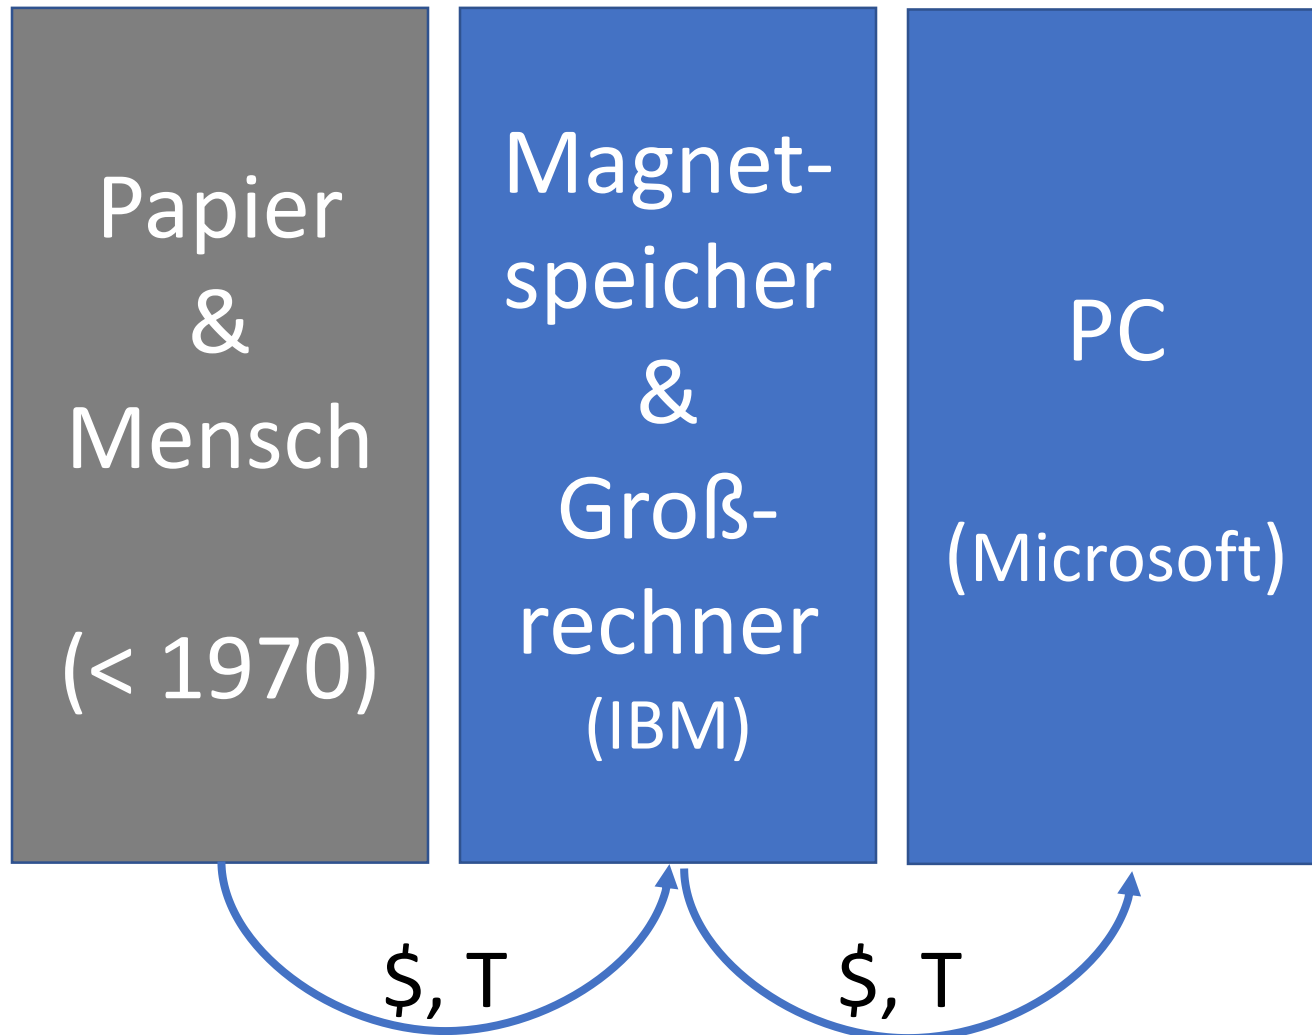 Papier
&
Mensch
(< 1970)
Magnet-
speicher
&
Groß-
rechner
(IBM)
PC
(Microsoft)
$, T
$, T